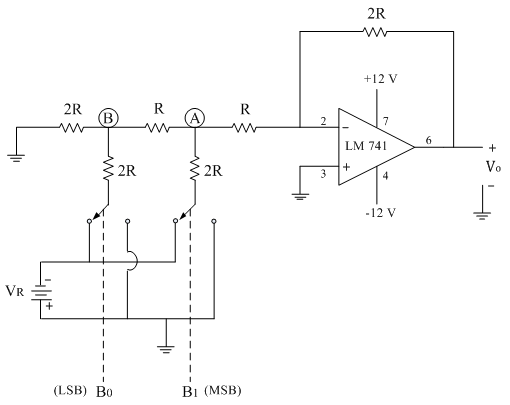 2R
+12 V
2R
B
R
A
R
2
−
7
LM 741
6
+
3
+
4
Vo
−
2R
2R
-12 V
VR
−
+
(LSB) B0
B1 (MSB)